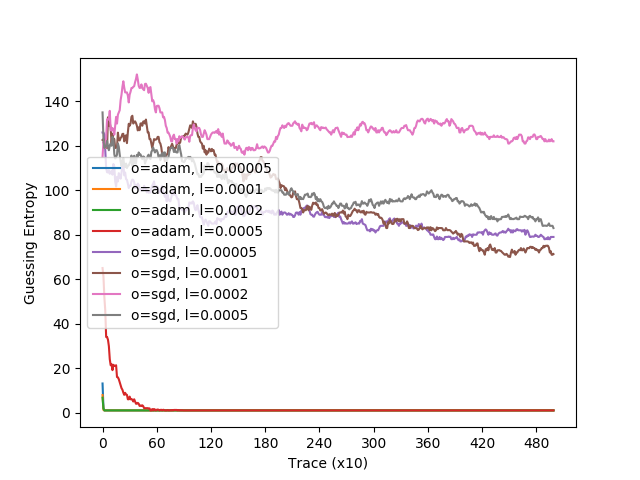 140
120
100
80
60
40
20
0
Guessing Entropy
o=adam, l=0.00005
o=adam, l=0.0001
o=adam, l=0.0002
o=adam, l=0.0005
o=sgd, l=0.00005
o=sgd, l=0.0001
o=sgd, l=0.0002
o=sgd, l=0.0005
0 60 120 180 240 300 360 420 480
Trace (x10)